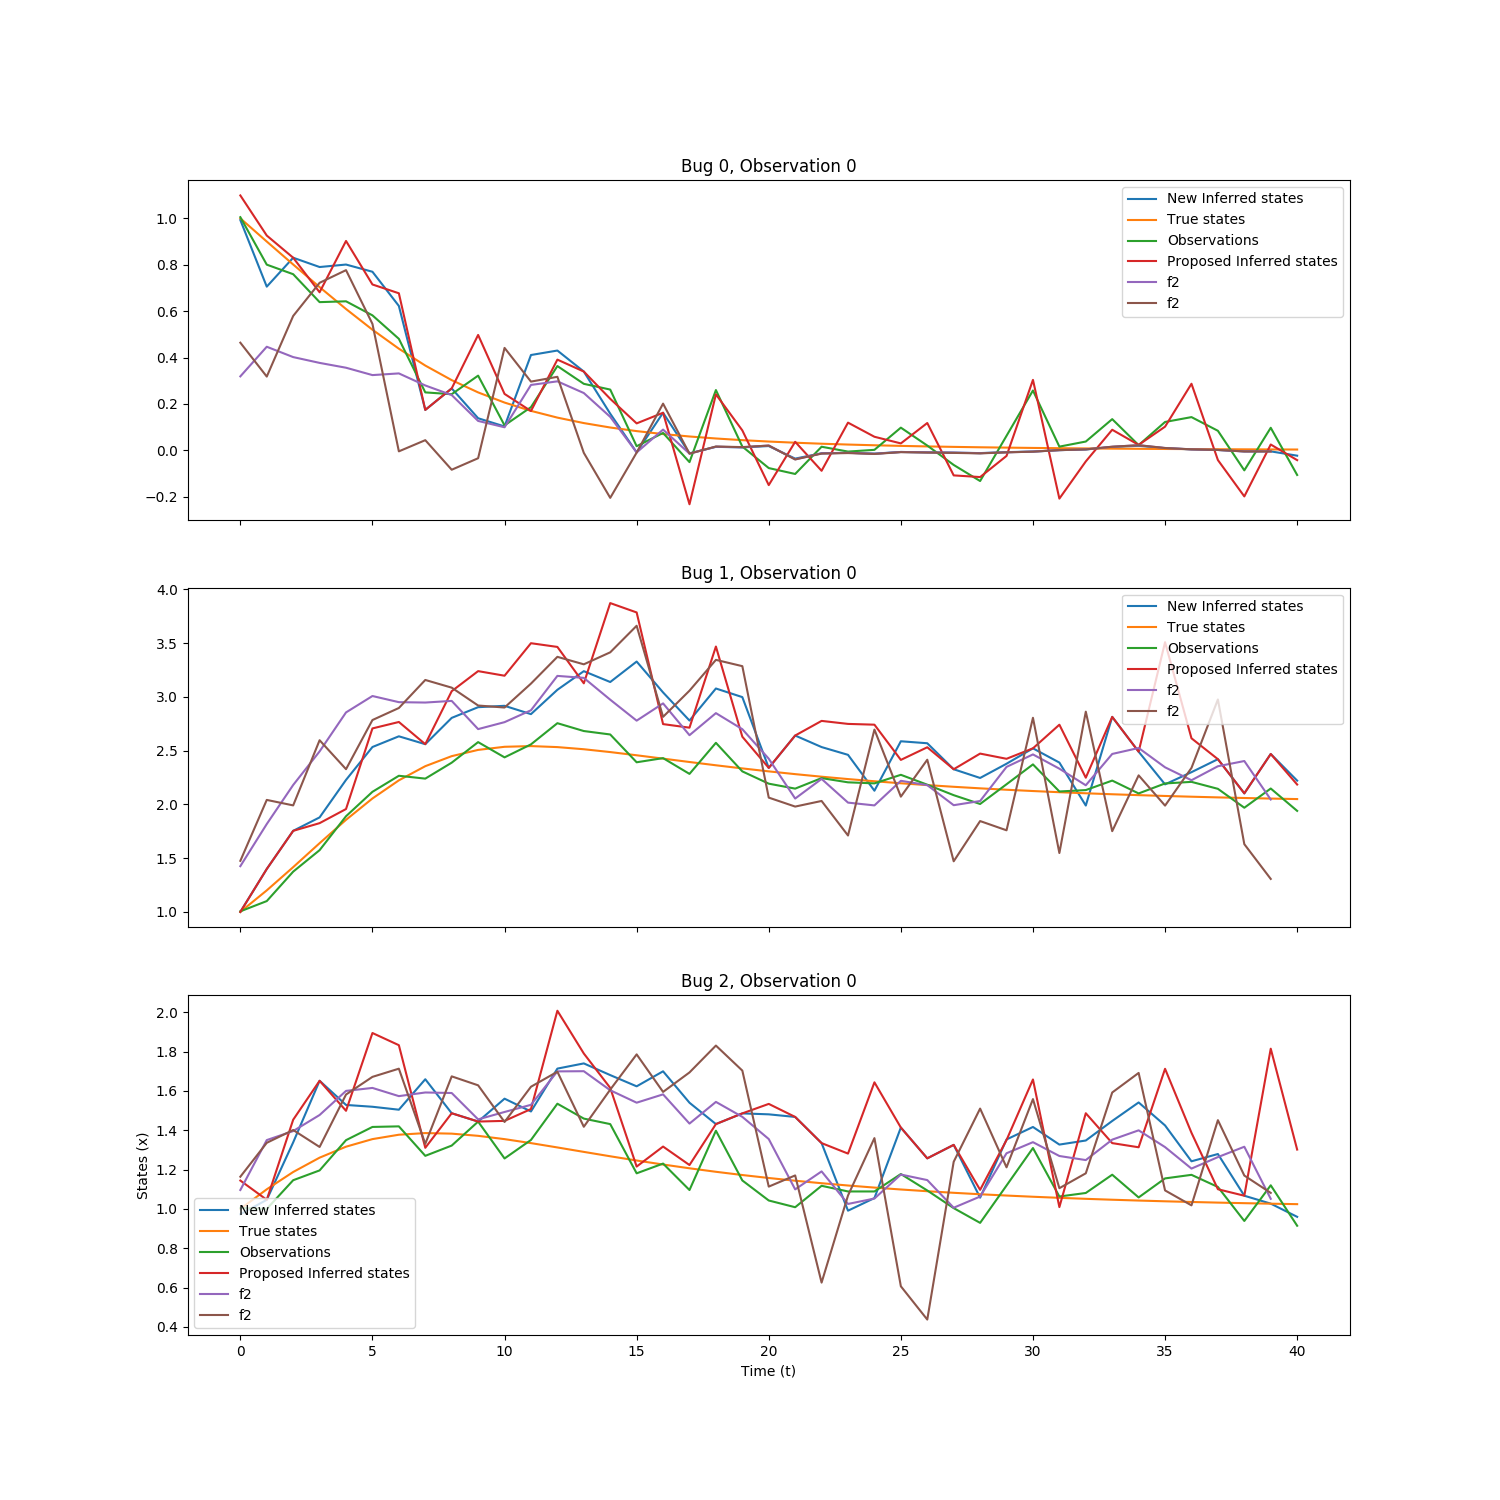 Bug 0, Observation 0
1.0
0.8
0.6
0.4
0.2
0.0
−0.2
New Inferred states
True states
Observations
Proposed Inferred states
f2
f2
Bug 1, Observation 0
4.0
3.5
3.0
2.5
2.0
1.5
1.0
New Inferred states
True states
Observations
Proposed Inferred states
f2
f2
Bug 2, Observation 0
States (x)
2.0
1.8
1.6
1.4
1.2
1.0
0.8
0.6
0.4
New Inferred states
True states
Observations
Proposed Inferred states
f2
f2
0 5 10 15 20 25 30 35 40
Time (t)